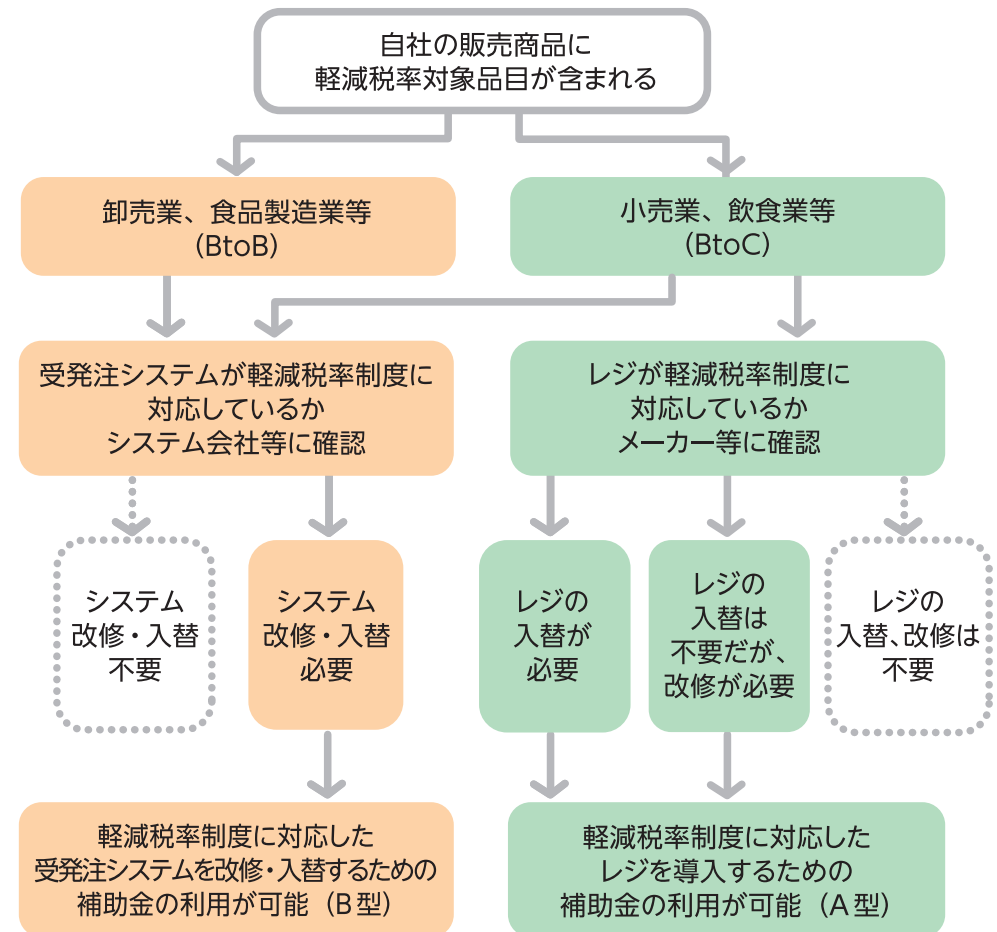 自社の販売商品に
軽減税率対象品目が含まれる
卸売業、食品製造業等
(BtoB)
小売業、飲食業等
(BtoC)
受発注システムが軽減税率制度に
対応しているか
システム会社等に確認
レジが軽減税率制度に
対応しているか
メーカー等に確認
システム
改修・入替
不要
システム
改修・入替
必要
レジの
入替が
必要
レジの
入替は
不要だが、
改修が必要
レジの
入替、改修は
不要
軽減税率制度に対応した
受発注システムを改修・入替するための
補助金の利用が可能(B型)
軽減税率制度に対応した
レジを導入するための
補助金の利用が可能(A型)